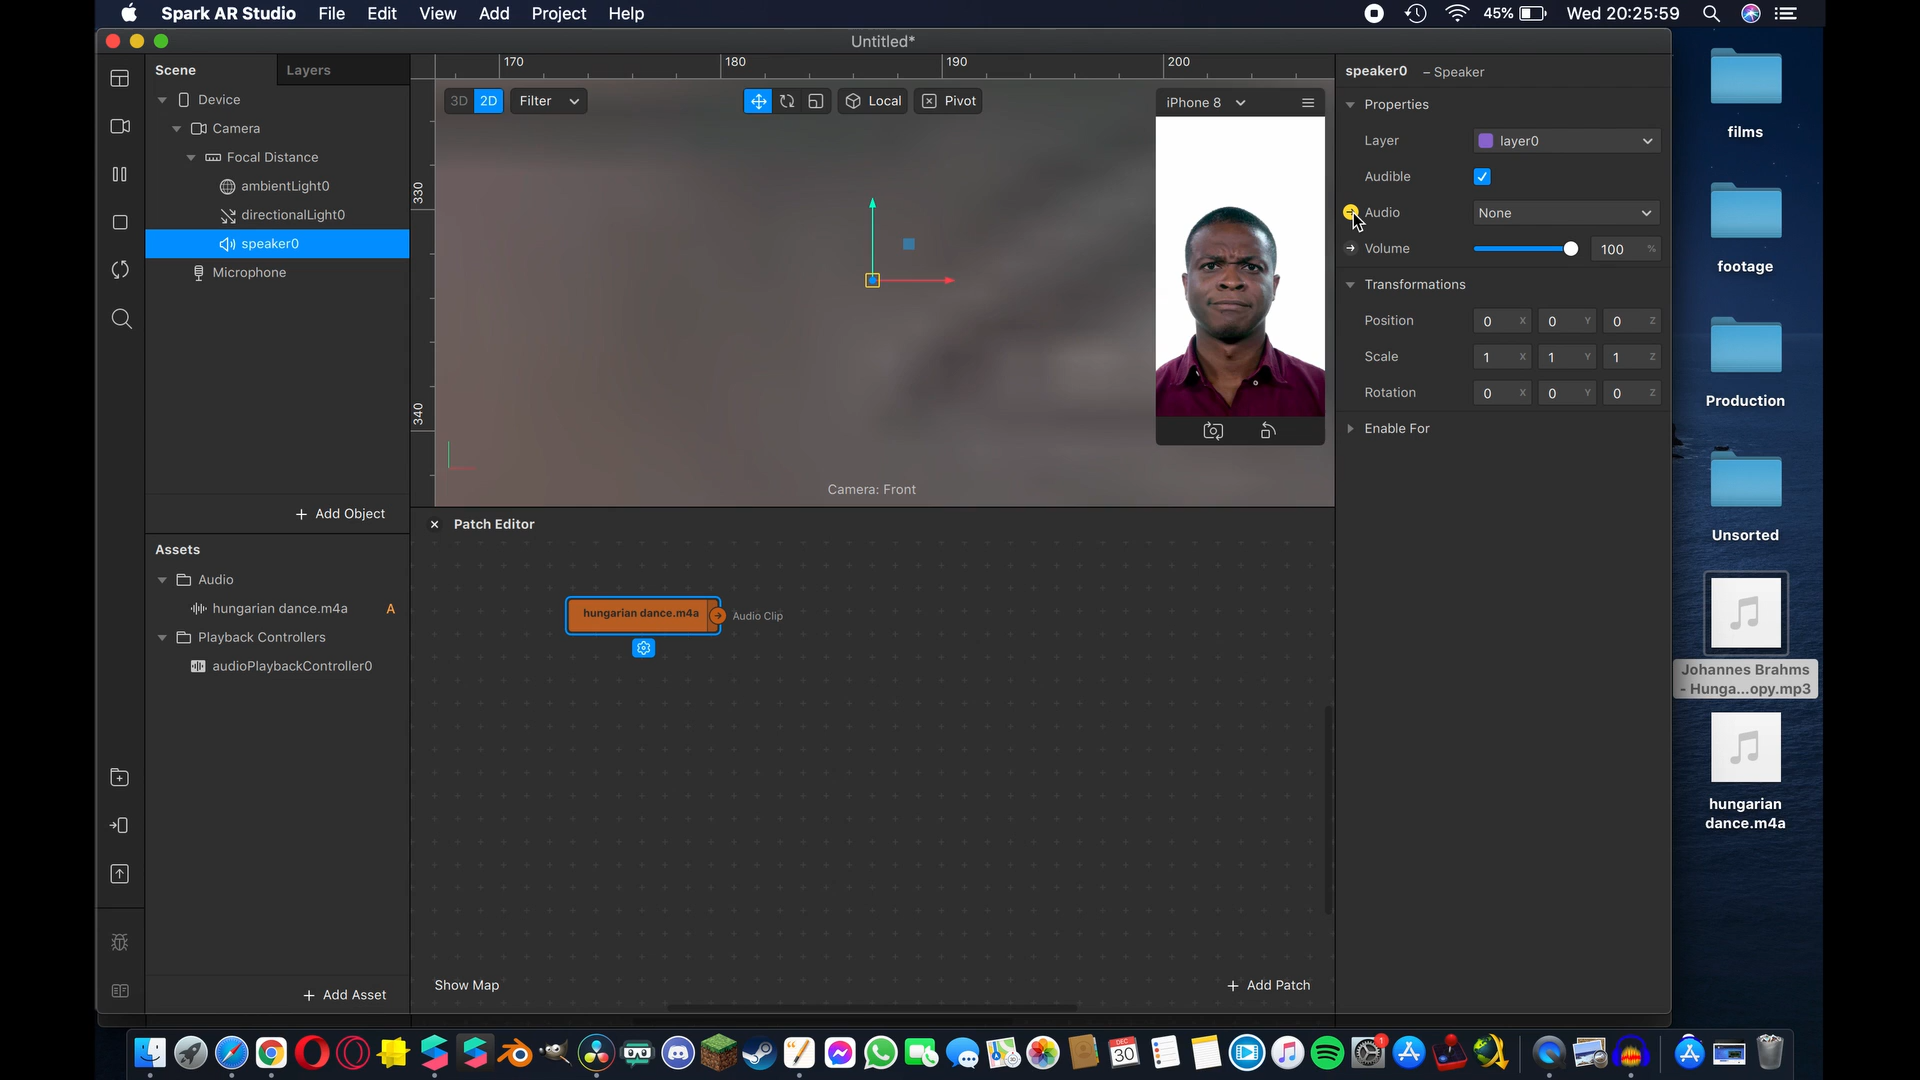 Spark AR Studio File Edit View Add Project Help 45% Wed 20:25:59
Untitled*
Scene Layers
Device
Camera
Focal Distance
ambientLight0
directionalLight0
speaker0
Microphone
+ Add Object
Assets
Audio
hungarian dance.m4a A
Playback Controllers
audioPlaybackController0
+ Add Asset
170 180 190 200
3D 2D Filter Local Pivot
330
340
iPhone 8
Camera: Front
Patch Editor
hungarian dance.m4a Audio Clip
Show Map + Add Patch
speaker0 – Speaker
Properties
Layer layer0
Audible
Audio None
Volume 100 %
Transformations
Position 0 X 0 Y 0 Z
Scale 1 X 1 Y 1 Z
Rotation 0 X 0 Y 0 Z
Enable For
films
footage
Production
Unsorted
Johannes Brahms
- Hunga...opy.mp3
hungarian
dance.m4a
DEC
30
1